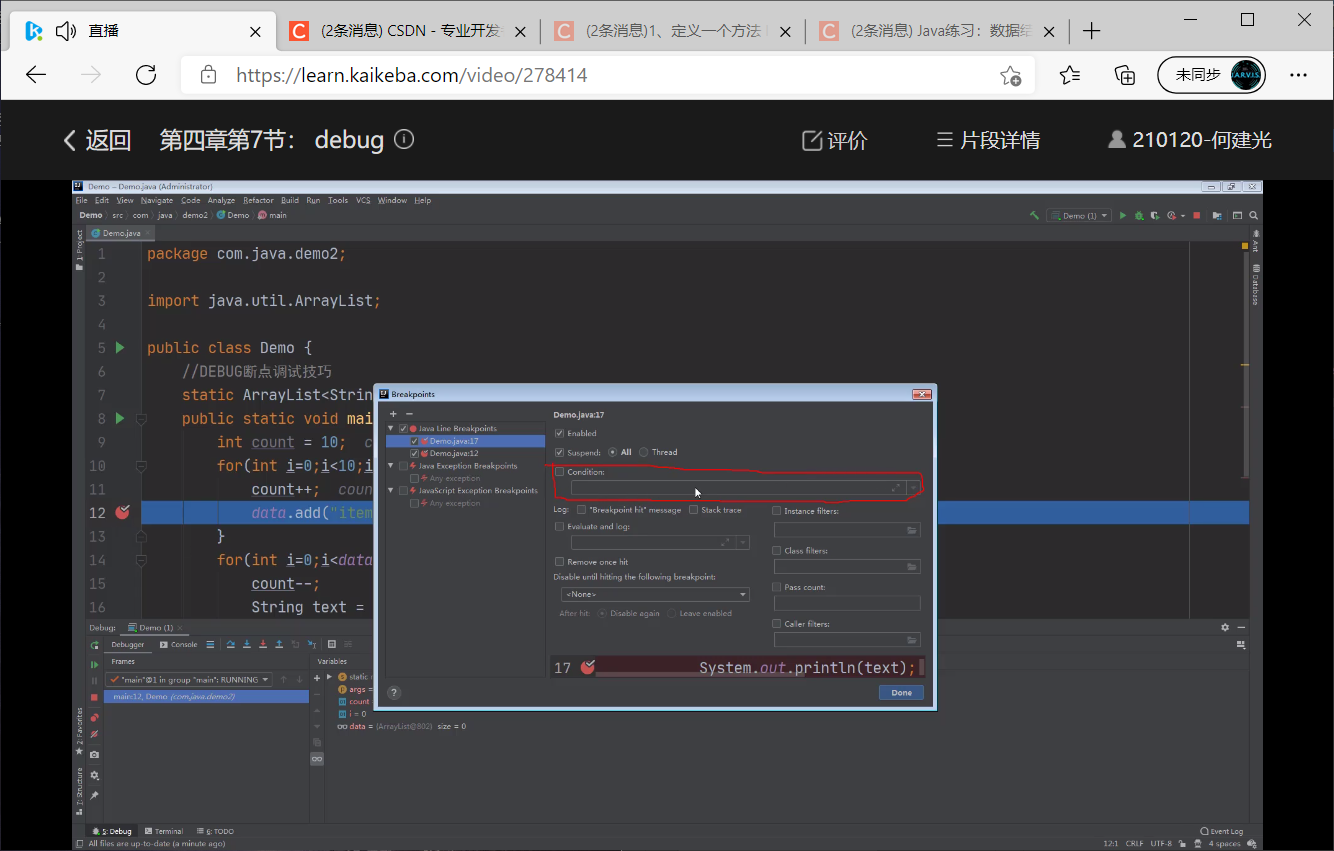 直播
(2条消息) CSDN - 专业开发
(2条消息)1、定义一个方法
(2条消息) Java练习：数据结
https://learn.kaikeba.com/video/278414
未同步
J.A.R.V.I.S.
返回
第四章第7节： debug
评价
片段详情
210120-何建光
Demo – Demo.java (Administrator)
File Edit View Navigate Code Analyze Refactor Build Run Tools VCS Window Help
Demo src com java demo2 Demo main
Demo (1)
Demo.java
1: Project
Ant
Database
1 package com.java.demo2;
2
3 import java.util.ArrayList;
4
5 public class Demo {
6 //DEBUG断点调试技巧
7 static ArrayList<Strin
8 public static void mai
9 int count = 10; c
10 for(int i=0;i<10;i
11 count++; coun
12 data.add("item
13 }
14 for(int i=0;i<data
15 count--;
16 String text =
Breakpoints
Java Line Breakpoints
Demo.java:17
Demo.java:12
Java Exception Breakpoints
Any exception
JavaScript Exception Breakpoints
Any exception
Demo.java:17
Enabled
Suspend: All Thread
Condition:
Log: "Breakpoint hit" message Stack trace
Evaluate and log:
Remove once hit
Disable until hitting the following breakpoint:
<None>
After hit: Disable again Leave enabled
Instance filters:
Class filters:
Pass count:
Caller filters:
17 System.out.println(text);
?
Done
Debug: Demo (1)
Debugger Console
Frames
Variables
"main"@1 in group "main": RUNNING
main:12, Demo (com.java.demo2)
static
args =
count
i = 0
data = (ArrayList@802) size = 0
2: Favorites
7: Structure
5: Debug Terminal 6: TODO
Event Log
All files are up-to-date (a minute ago)
12:1 CRLF UTF-8 4 spaces